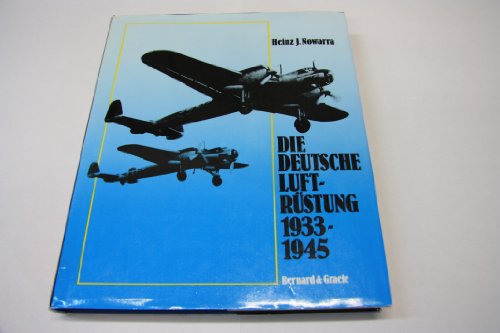 Heinz J. Nowarra
DIE
DEUTSCHE
LUFT-
RÜSTUNG
1933-
1945
Bernard & Graefe